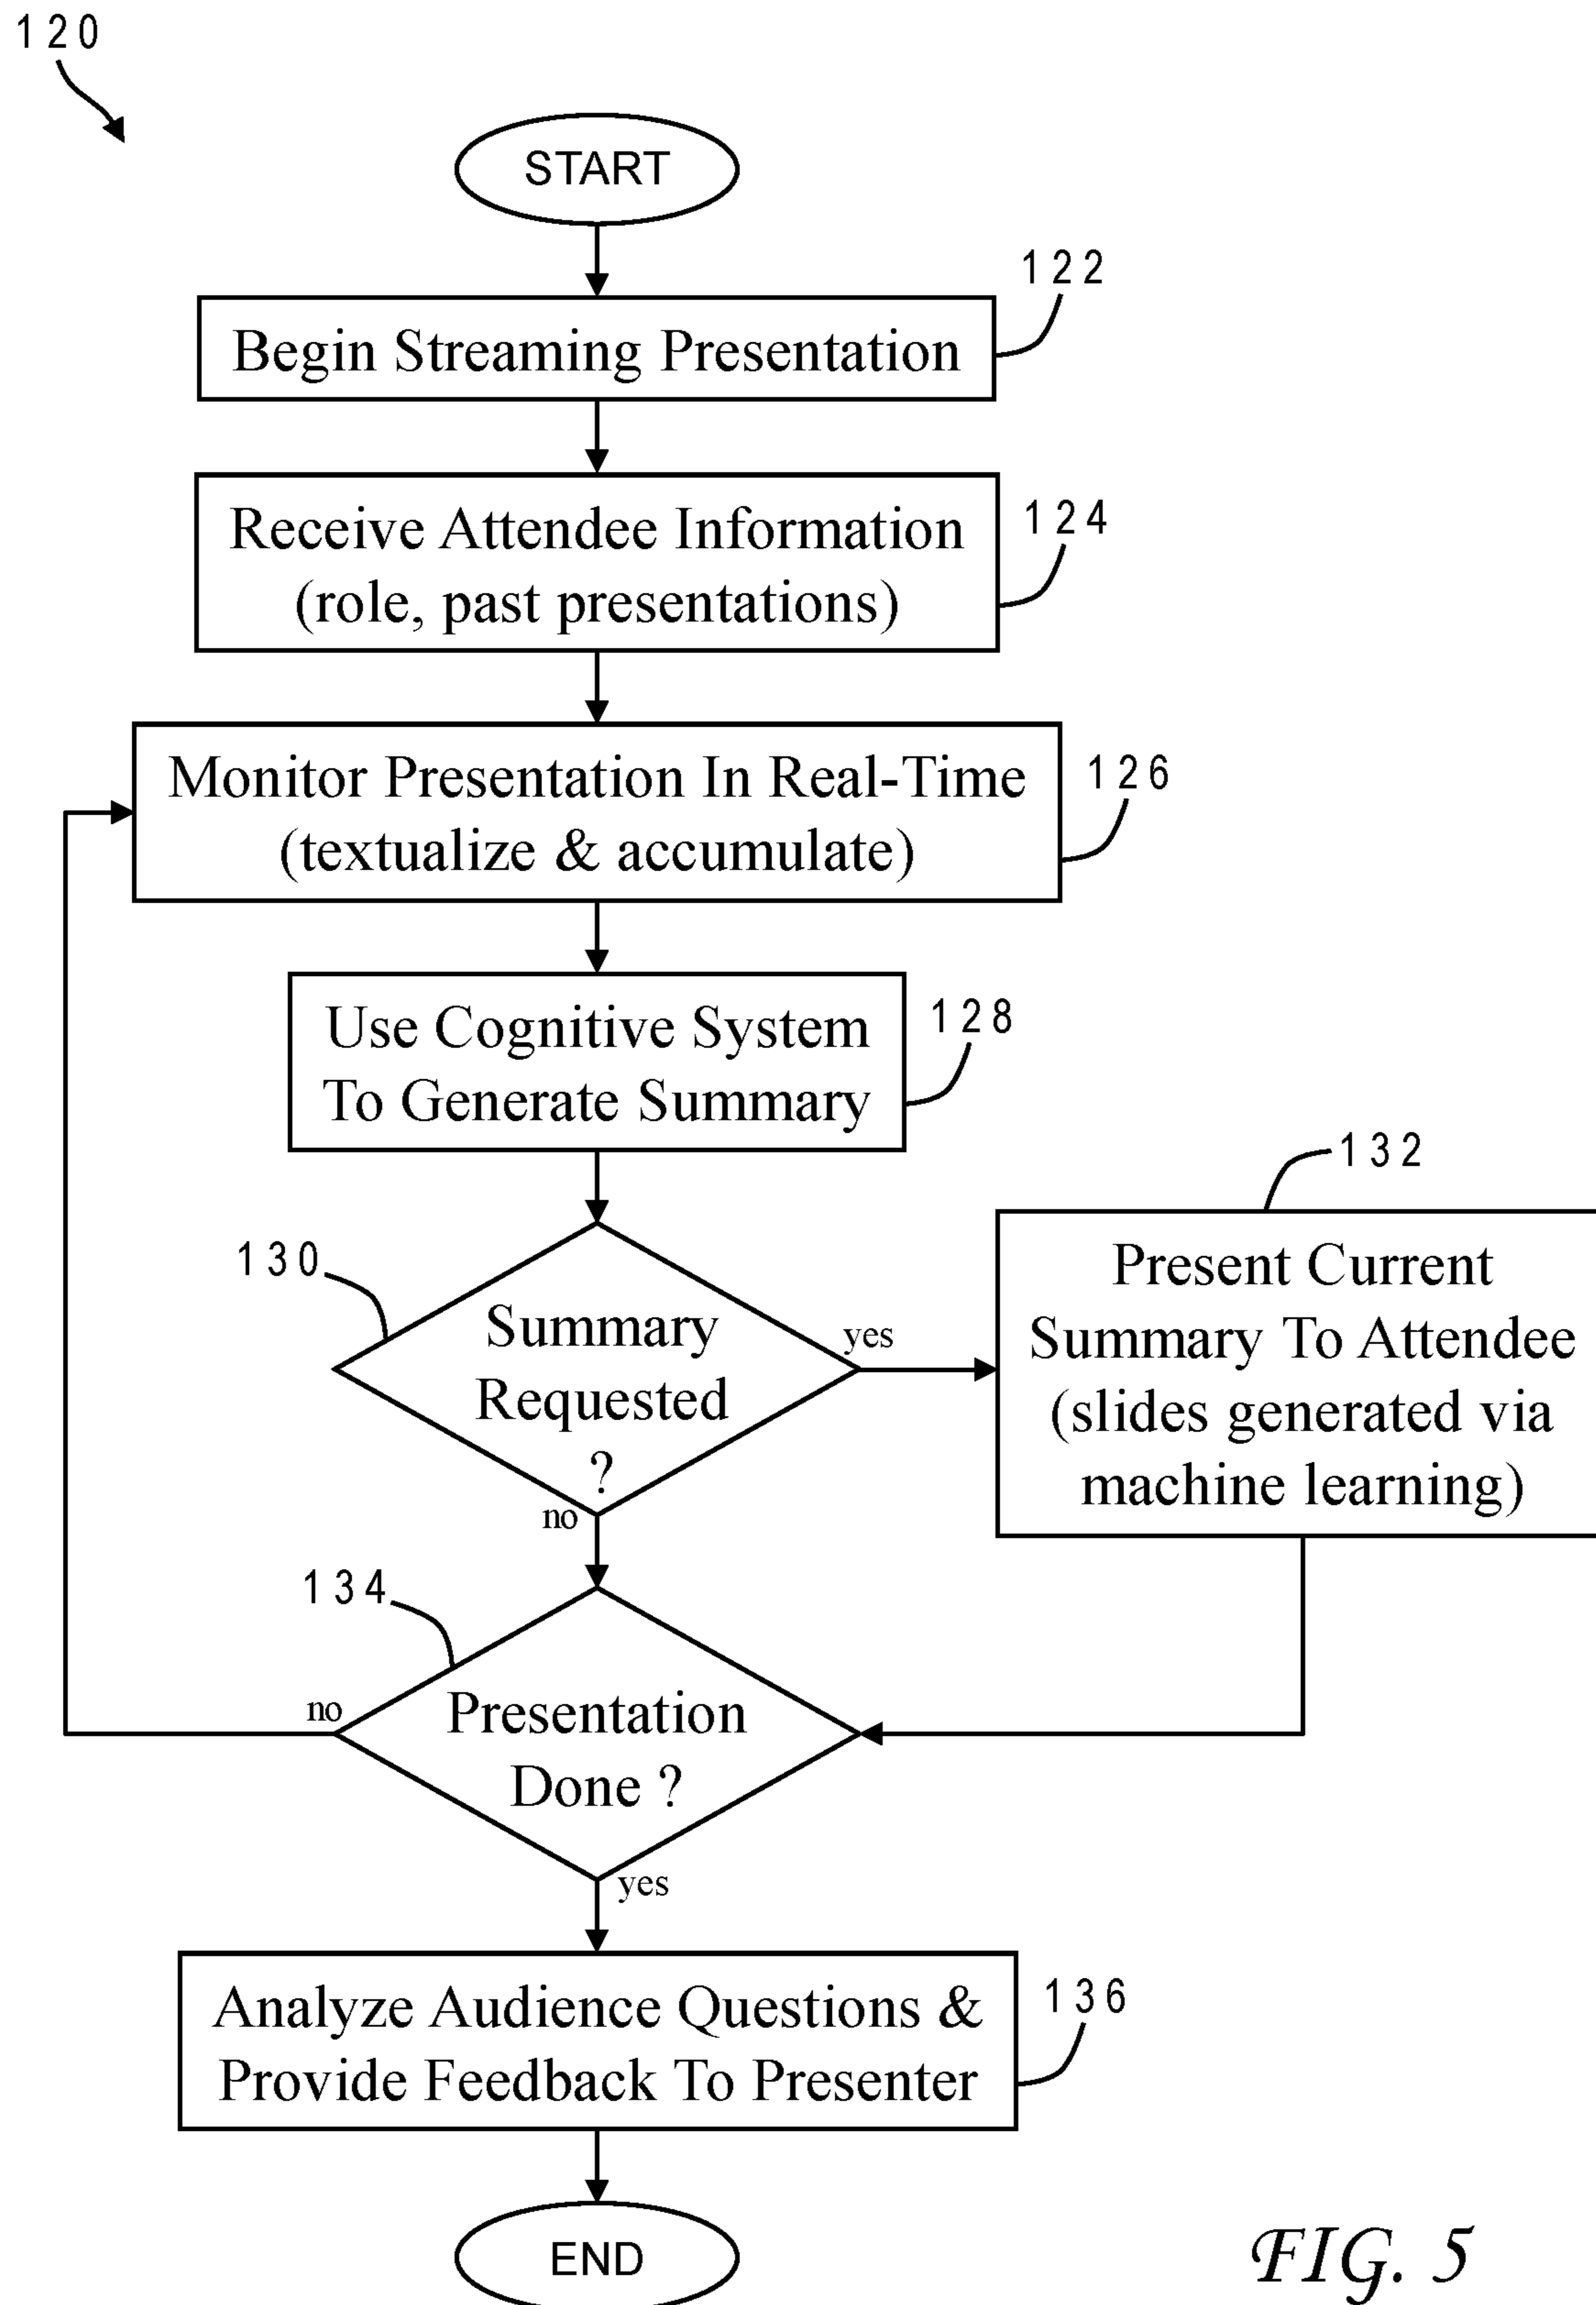 120
START
122
Begin Streaming Presentation
124
Receive Attendee Information
(role, past presentations)
126
Monitor Presentation In Real-Time
(textualize & accumulate)
128
Use Cognitive System
To Generate Summary
130
Summary
Requested
?
yes
no
132
Present Current
Summary To Attendee
(slides generated via
machine learning)
134
Presentation
Done ?
no
yes
136
Analyze Audience Questions &
Provide Feedback To Presenter
END
FIG. 5